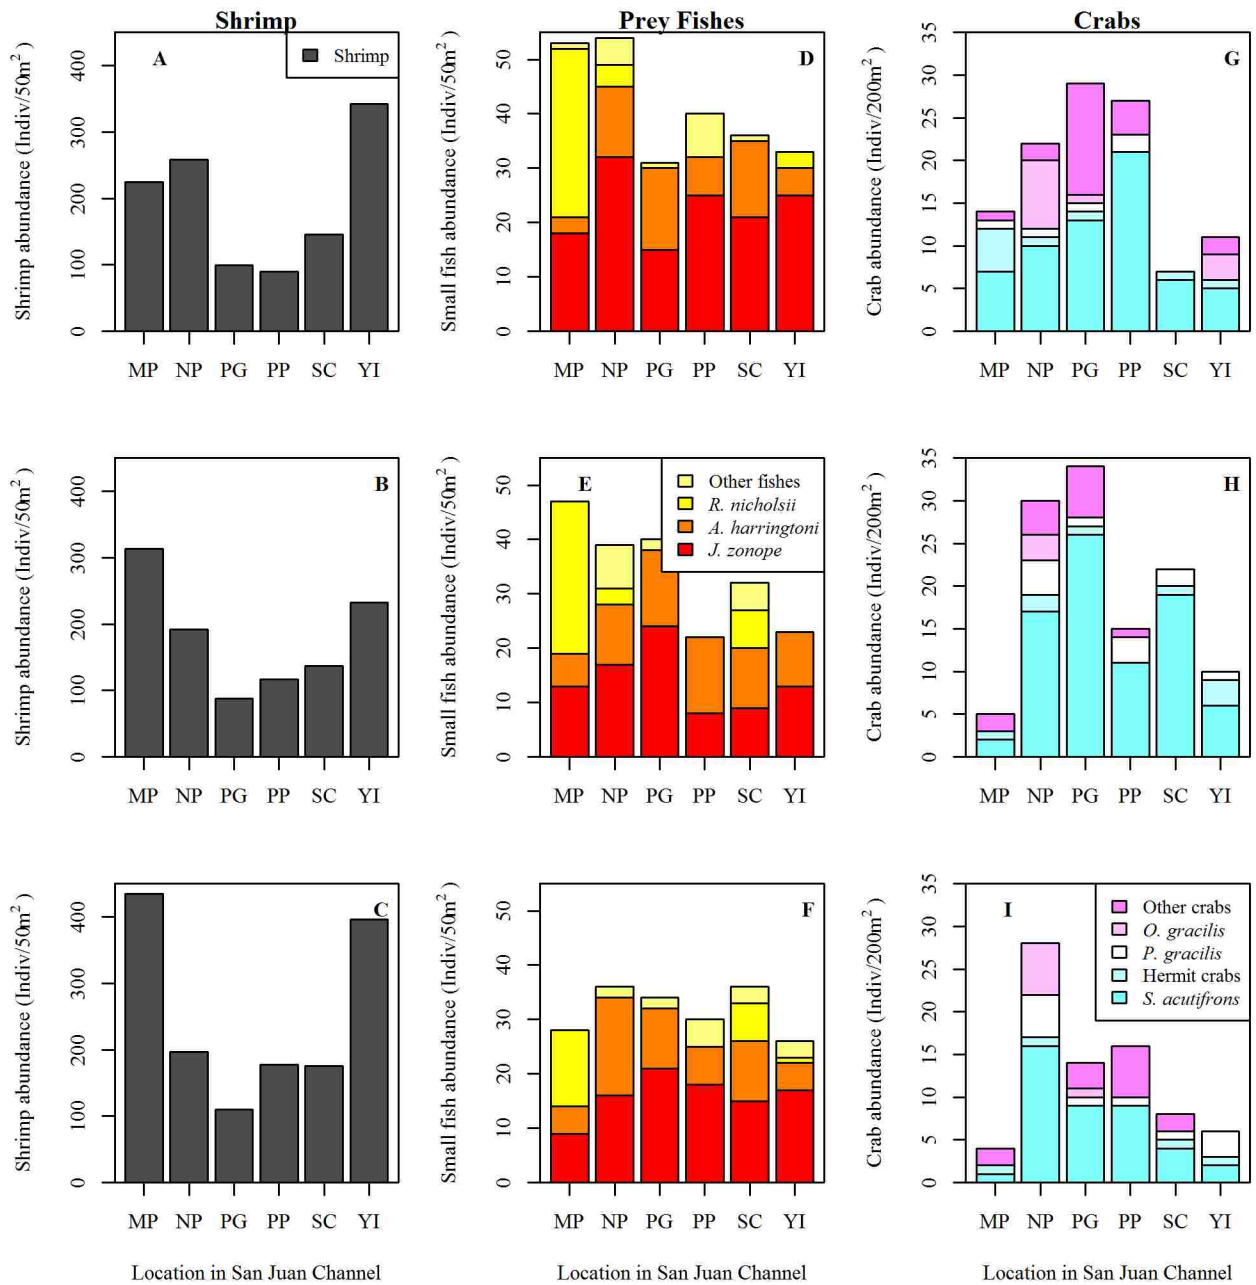 Shrimp
Prey Fishes
Crabs
A
Shrimp
Shrimp abundance (Indiv/50m²)
0 100 200 300 400
MP NP PG PP SC YI
D
Small fish abundance (Indiv/50m²)
0 10 20 30 40 50
MP NP PG PP SC YI
G
Crab abundance (Indiv/200m²)
0 5 10 15 20 25 30 35
MP NP PG PP SC YI
B
Shrimp abundance (Indiv/50m²)
0 100 200 300 400
MP NP PG PP SC YI
E
Other fishes
R. nicholsii
A. harringtoni
J. zonope
Small fish abundance (Indiv/50m²)
0 10 20 30 40 50
MP NP PG PP SC YI
H
Crab abundance (Indiv/200m²)
0 5 10 15 20 25 30 35
MP NP PG PP SC YI
C
Shrimp abundance (Indiv/50m²)
0 100 200 300 400
MP NP PG PP SC YI
Location in San Juan Channel
F
Small fish abundance (Indiv/50m²)
0 10 20 30 40 50
MP NP PG PP SC YI
Location in San Juan Channel
I
Other crabs
O. gracilis
P. gracilis
Hermit crabs
S. acutifrons
Crab abundance (Indiv/200m²)
0 5 10 15 20 25 30 35
MP NP PG PP SC YI
Location in San Juan Channel